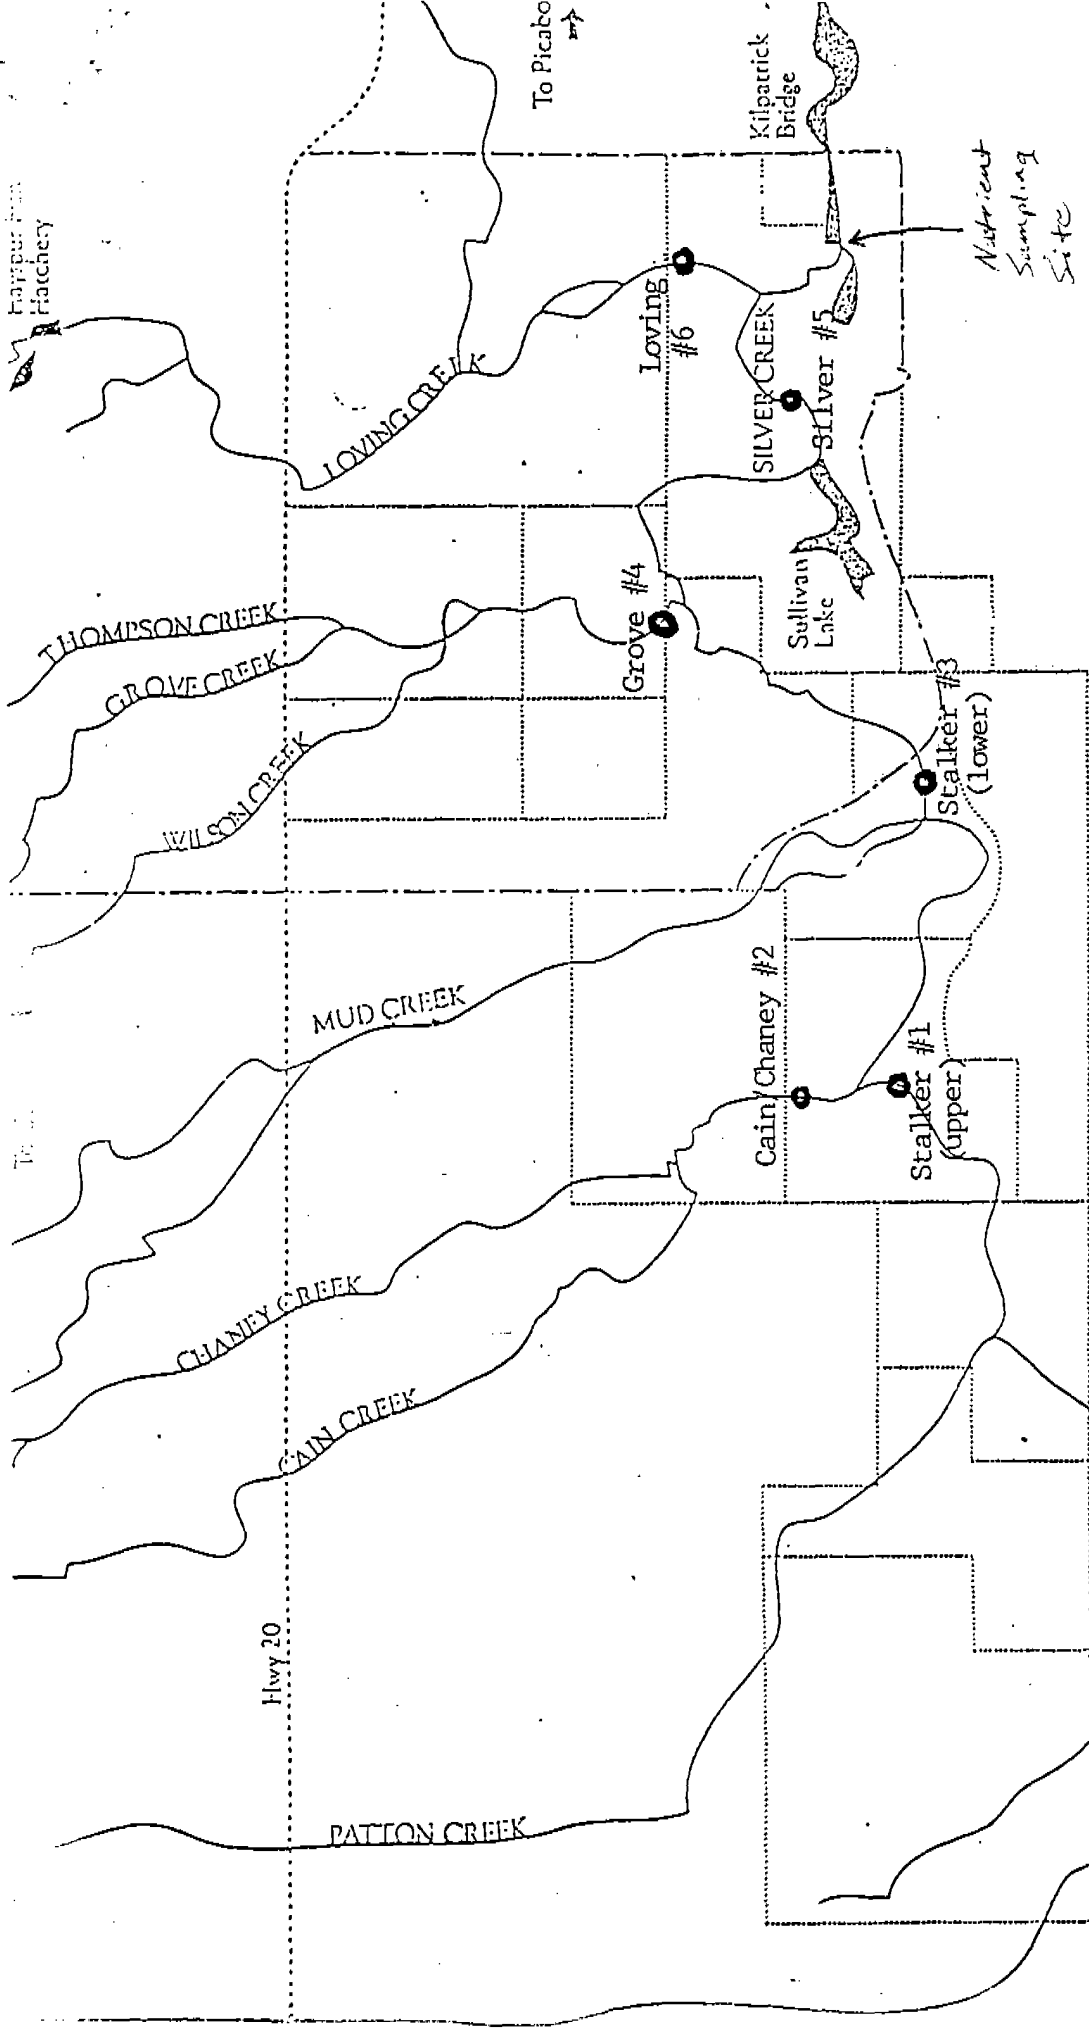 Hatchery
To Picabo
Kilpatrick
Bridge
Nutrient
Sampling
Site
LOVING CREEK
Loving
#6
SILVER CREEK
Silver #5
THOMPSON CREEK
GROVE CREEK
WILSON CREEK
Grove #4
Sullivan
Lake
Stalker #3
(lower)
MUD CREEK
Cain/Chaney #2
Stalker #1
(upper)
CHANEY CREEK
CAIN CREEK
Hwy 20
PATTON CREEK